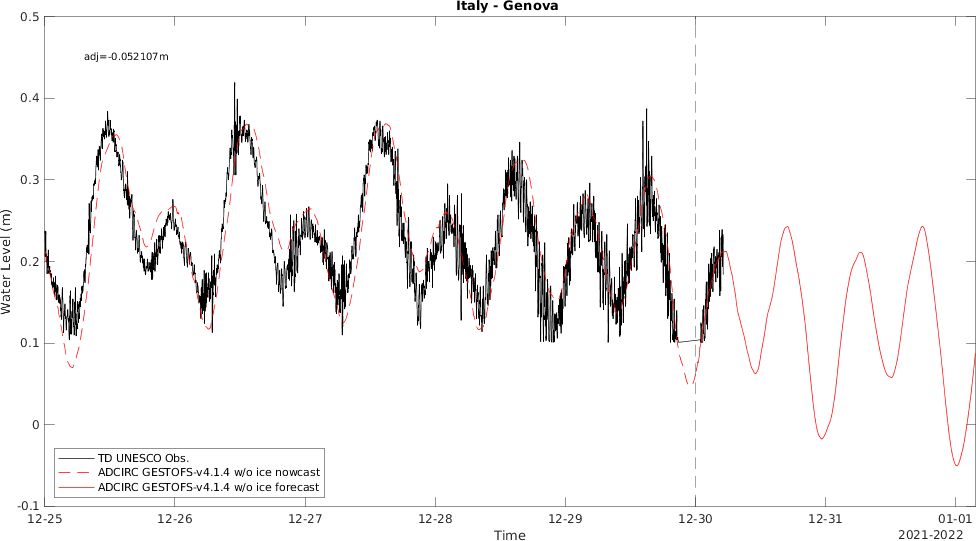 Italy - Genova
adj=-0.052107m
Water Level (m)
0.5
0.4
0.3
0.2
0.1
0
-0.1
TD UNESCO Obs.
ADCIRC GESTOFS-v4.1.4 w/o ice nowcast
ADCIRC GESTOFS-v4.1.4 w/o ice forecast
12-25 12-26 12-27 12-28 12-29 12-30 12-31 01-01
Time
2021-2022